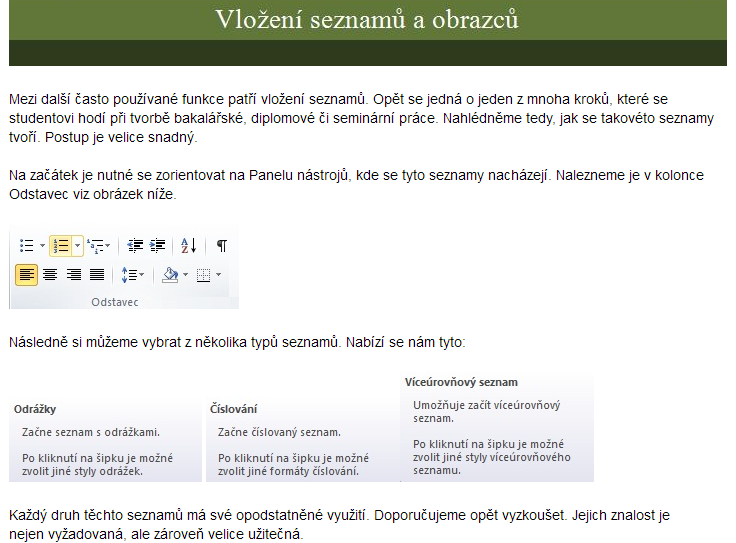 Vložení seznamů a obrazců
Mezi další často používané funkce patří vložení seznamů. Opět se jedná o jeden z mnoha kroků, které se
studentovi hodí při tvorbě bakalářské, diplomové či seminární práce. Nahlédněme tedy, jak se takovéto seznamy
tvoří. Postup je velice snadný.
Na začátek je nutné se zorientovat na Panelu nástrojů, kde se tyto seznamy nacházejí. Nalezneme je v kolonce
Odstavec viz obrázek níže.
Odstavec
Následně si můžeme vybrat z několika typů seznamů. Nabízí se nám tyto:
Odrážky
Začne seznam s odrážkami.
Po kliknutí na šipku je možné
zvolit jiné styly odrážek.
Číslování
Začne číslovaný seznam.
Po kliknutí na šipku je možné
zvolit jiné formáty číslování.
Víceúrovňový seznam
Umožňuje začít víceúrovňový
seznam.
Po kliknutí na šipku je možné
zvolit jiné styly víceúrovňového
seznamu.
Každý druh těchto seznamů má své opodstatněné využití. Doporučujeme opět vyzkoušet. Jejich znalost je
nejen vyžadovaná, ale zároveň velice užitečná.